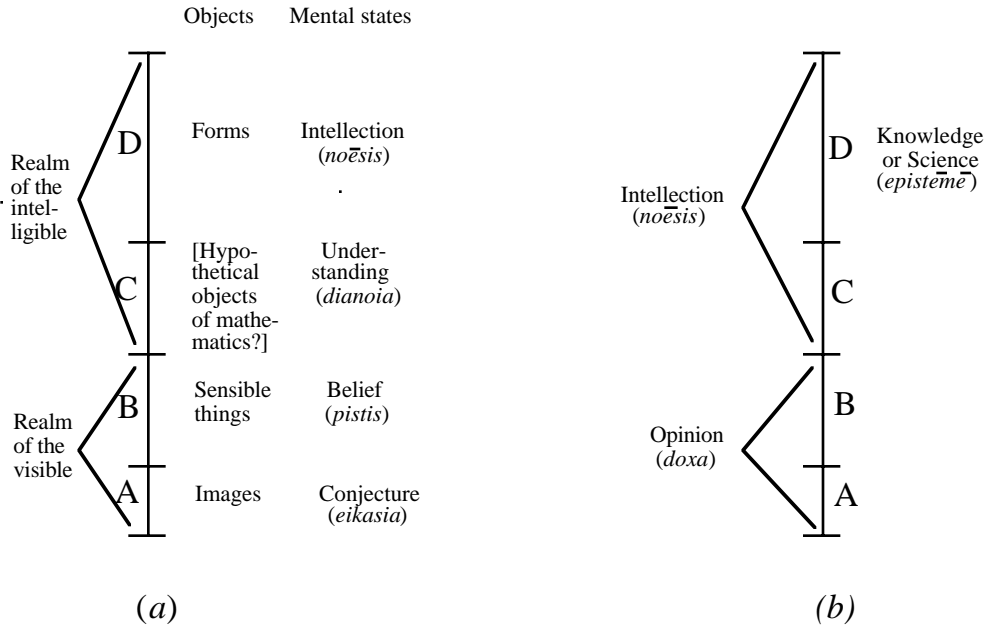 Objects Mental states
D
Forms
Intellection
(noēsis)
Realm
of the
intel-
ligible
C
[Hypo-
thetical
objects
of mathe-
matics?]
Under-
standing
(dianoia)
B
Sensible
things
Belief
(pistis)
Realm
of the
visible
A
Images
Conjecture
(eikasia)
(a)
D
Knowledge
or Science
(epistēmē)
Intellection
(noēsis)
C
B
Opinion
(doxa)
A
(b)